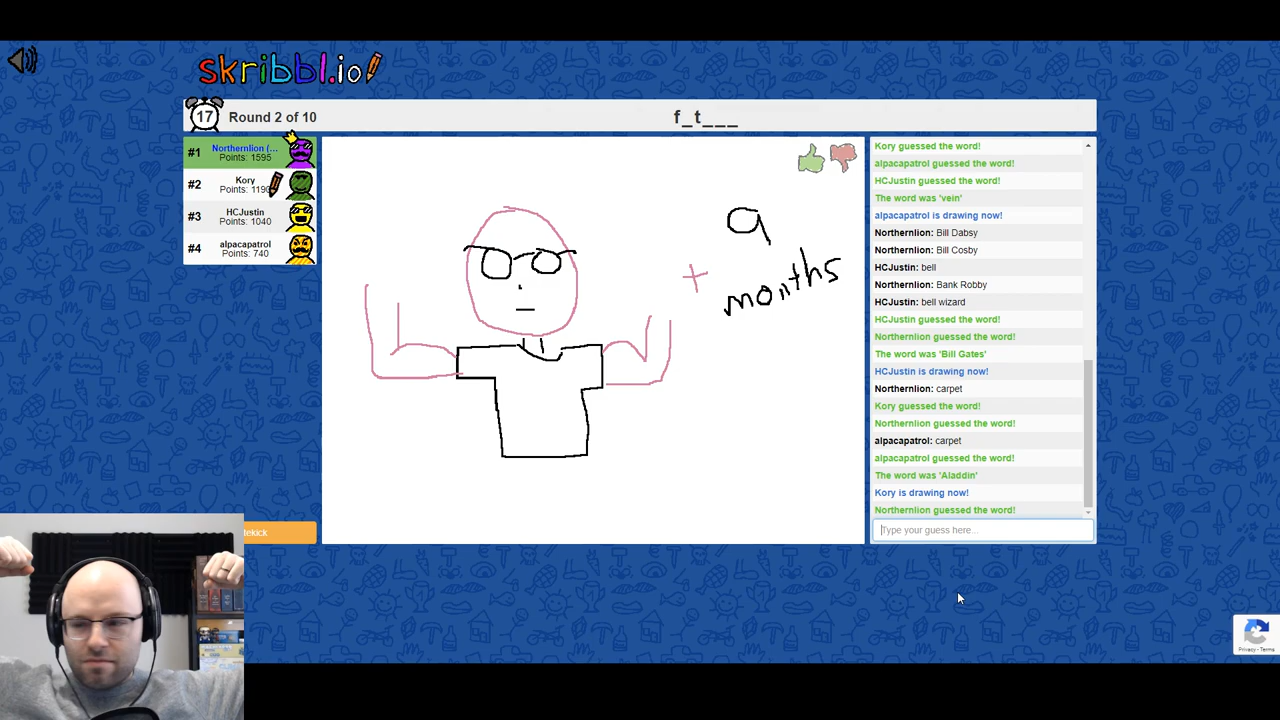 skribbl.io
17
Round 2 of 10
f_t___
#1
Northernlion (...
Points: 1595
#2
Kory
Points: 1190
#3
HCJustin
Points: 1040
#4
alpacapatrol
Points: 740
9
+
months
Kory guessed the word!
alpacapatrol guessed the word!
HCJustin guessed the word!
The word was 'vein'
alpacapatrol is drawing now!
Northernlion: Bill Dabsy
Northernlion: Bill Cosby
HCJustin: bell
Northernlion: Bank Robby
HCJustin: bell wizard
HCJustin guessed the word!
Northernlion guessed the word!
The word was 'Bill Gates'
HCJustin is drawing now!
Northernlion: carpet
Kory guessed the word!
Northernlion guessed the word!
alpacapatrol: carpet
alpacapatrol guessed the word!
The word was 'Aladdin'
Kory is drawing now!
Northernlion guessed the word!
Type your guess here...
Privacy - Terms